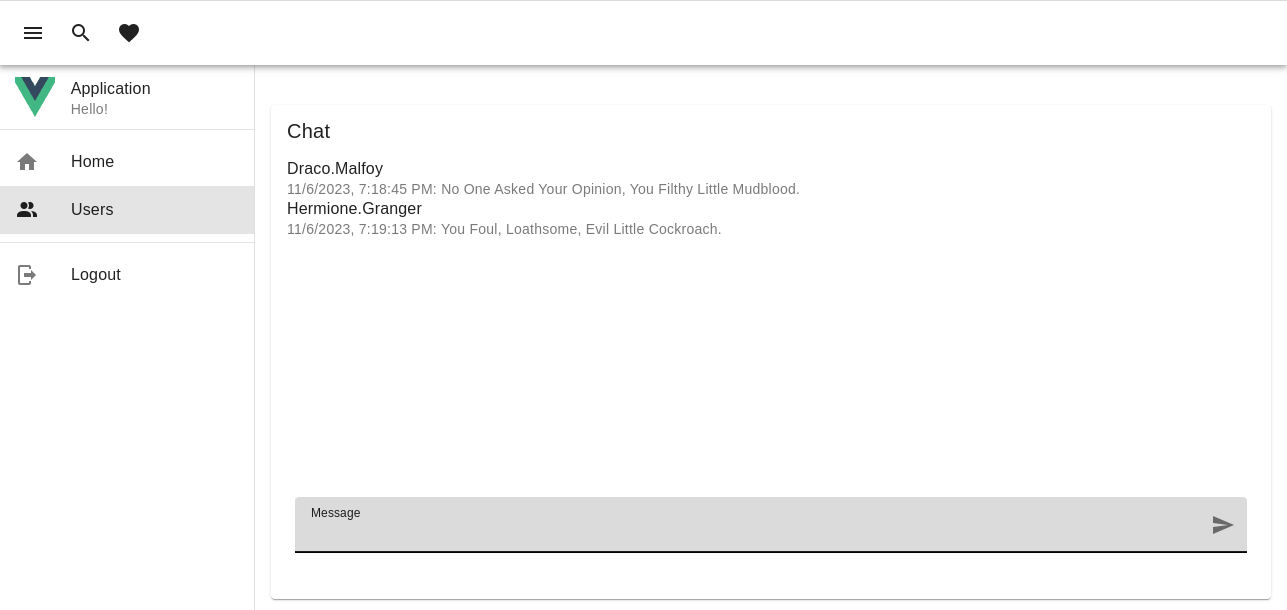 Application
Hello!
Home
Users
Logout
Chat
Draco.Malfoy
11/6/2023, 7:18:45 PM: No One Asked Your Opinion, You Filthy Little Mudblood.
Hermione.Granger
11/6/2023, 7:19:13 PM: You Foul, Loathsome, Evil Little Cockroach.
Message